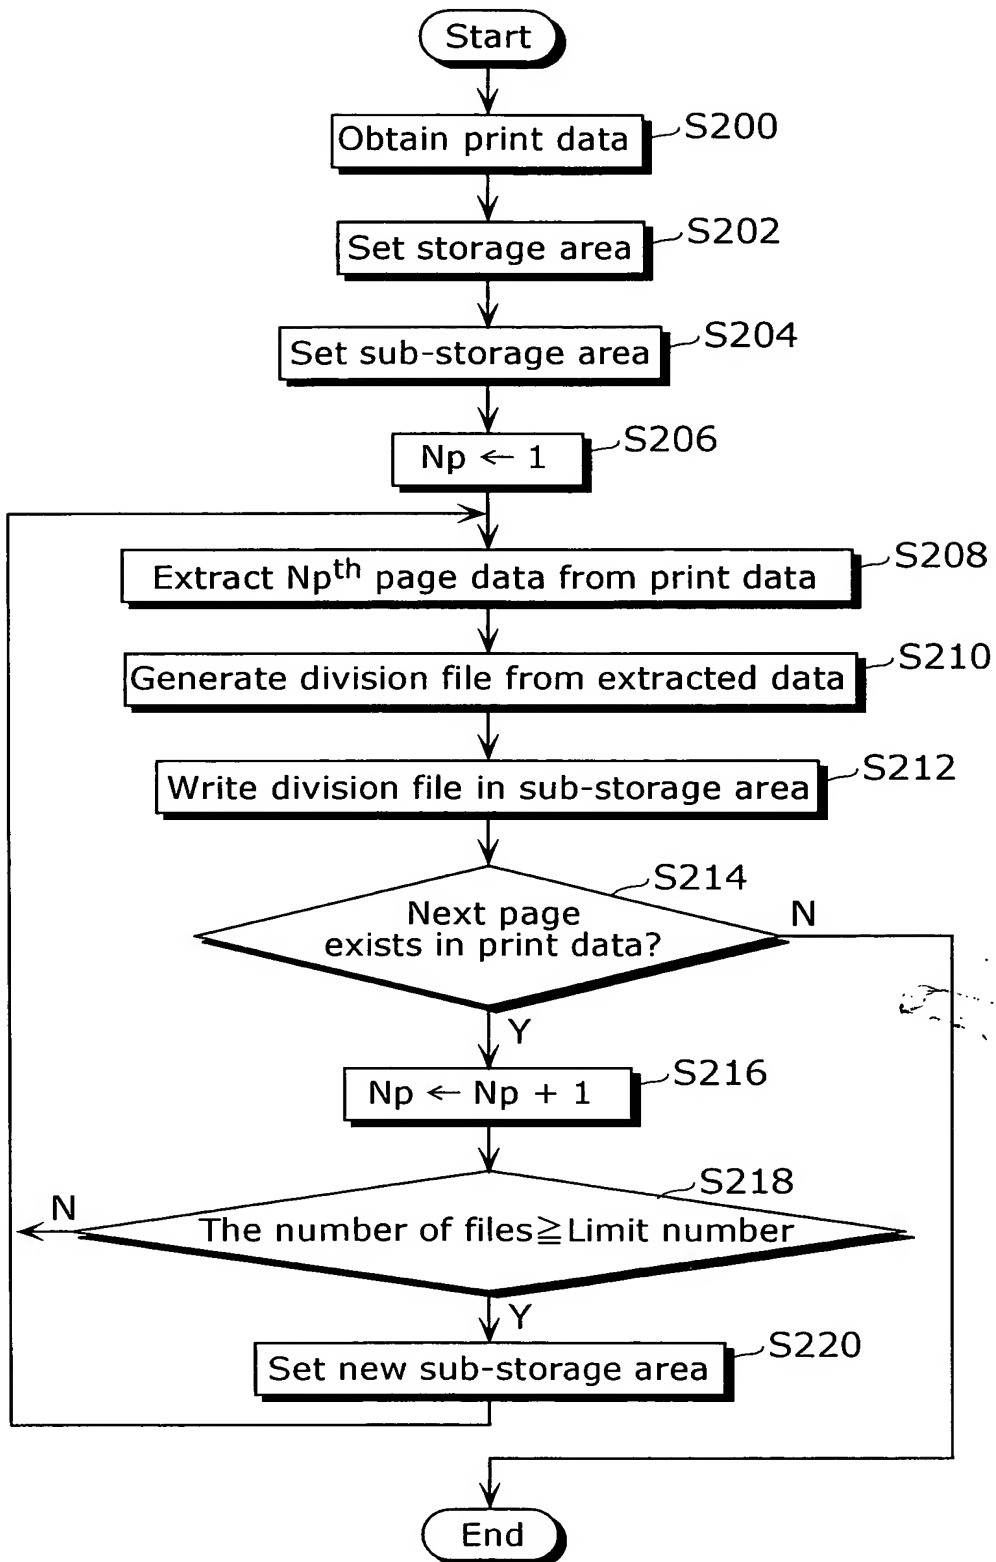 Start
Obtain print data
S200
Set storage area
S202
Set sub-storage area
S204
Np ← 1
S206
Extract Npth page data from print data
S208
Generate division file from extracted data
S210
Write division file in sub-storage area
S212
Next page
exists in print data?
S214
N
Y
Np ← Np + 1
S216
The number of files≧Limit number
S218
N
Y
Set new sub-storage area
S220
End